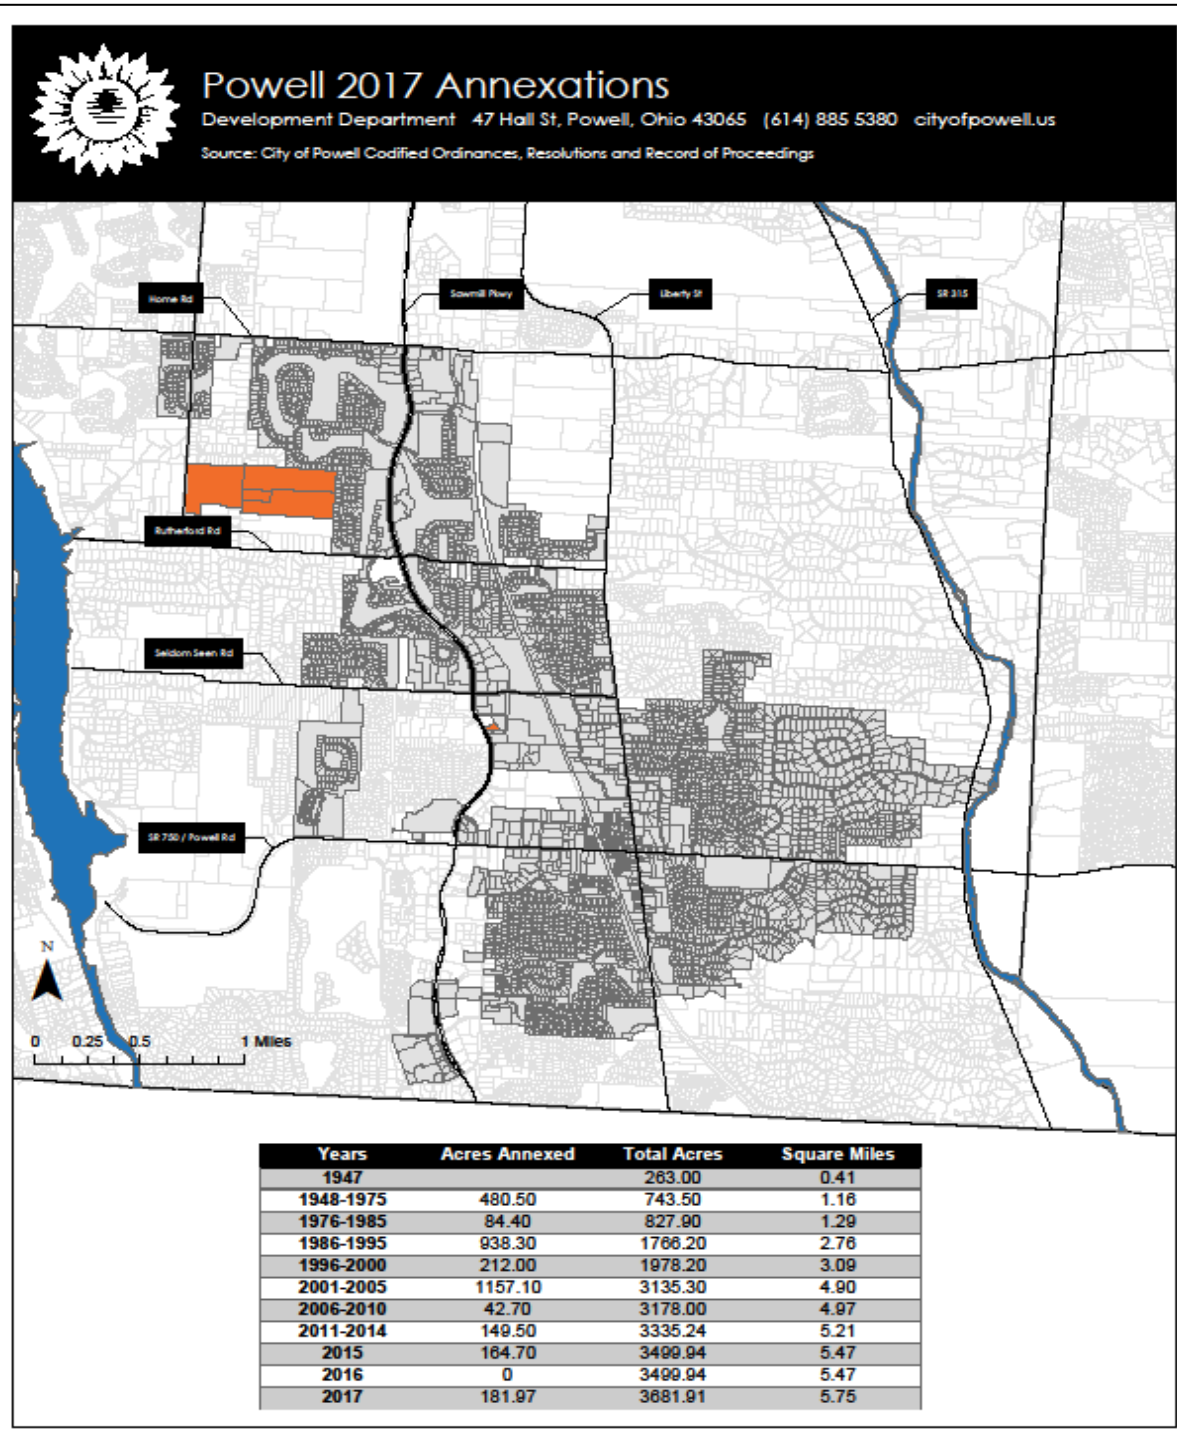 Powell 2017 Annexations
Development Department 47 Hall St, Powell, Ohio 43065 (614) 885 5380 cityofpowell.us
Source: City of Powell Codified Ordinances, Resolutions and Record of Proceedings
Home Rd
Sawmill Pkwy
Liberty St
SR 315
Rutherford Rd
Seldom Seen Rd
SR 750 / Powell Rd
N
0 0.25 0.5 1 Miles
Years Acres Annexed Total Acres Square Miles
1947 263.00 0.41
1948-1975 480.50 743.50 1.16
1976-1985 84.40 827.90 1.29
1986-1995 938.30 1766.20 2.76
1996-2000 212.00 1978.20 3.09
2001-2005 1157.10 3135.30 4.90
2006-2010 42.70 3178.00 4.97
2011-2014 149.50 3335.24 5.21
2015 164.70 3499.94 5.47
2016 0 3499.94 5.47
2017 181.97 3681.91 5.75